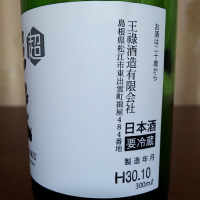 お酒は二十歳から
王祿酒造有限会社
島根県松江市東出雲町揖屋484番地
日本酒
要冷蔵
製造年月
H30.10
300ml
超